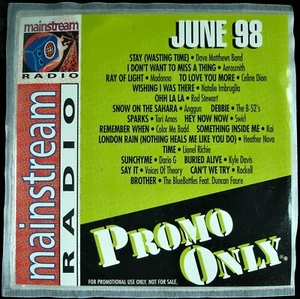 mainstream
RADIO
JUNE 98
STAY (WASTING TIME) • Dave Matthews Band
I DON'T WANT TO MISS A THING • Aerosmith
RAY OF LIGHT • Madonna TO LOVE YOU MORE • Celine Dion
WISHING I WAS THERE • Natalie Imbruglia
OHH LA LA • Rod Stewart
SNOW ON THE SAHARA • Anggun DEBBIE • The B-52's
SPARKS • Tori Amos HEY NOW NOW • Swirl
REMEMBER WHEN • Color Me Badd SOMETHING INSIDE ME • Kai
LONDON RAIN (NOTHING HEALS ME LIKE YOU DO) • Heather Nova
TIME • Lionel Richie
SUNCHYME • Dario G BURIED ALIVE • Kyle Davis
SAY IT • Voices Of Theory CAN'T WE TRY • Rockell
BROTHER • The BlueBottles Feat. Duncan Faure
mainstream
RADIO
PROMO
ONLY
FOR PROMOTIONAL USE ONLY. NOT FOR SALE.